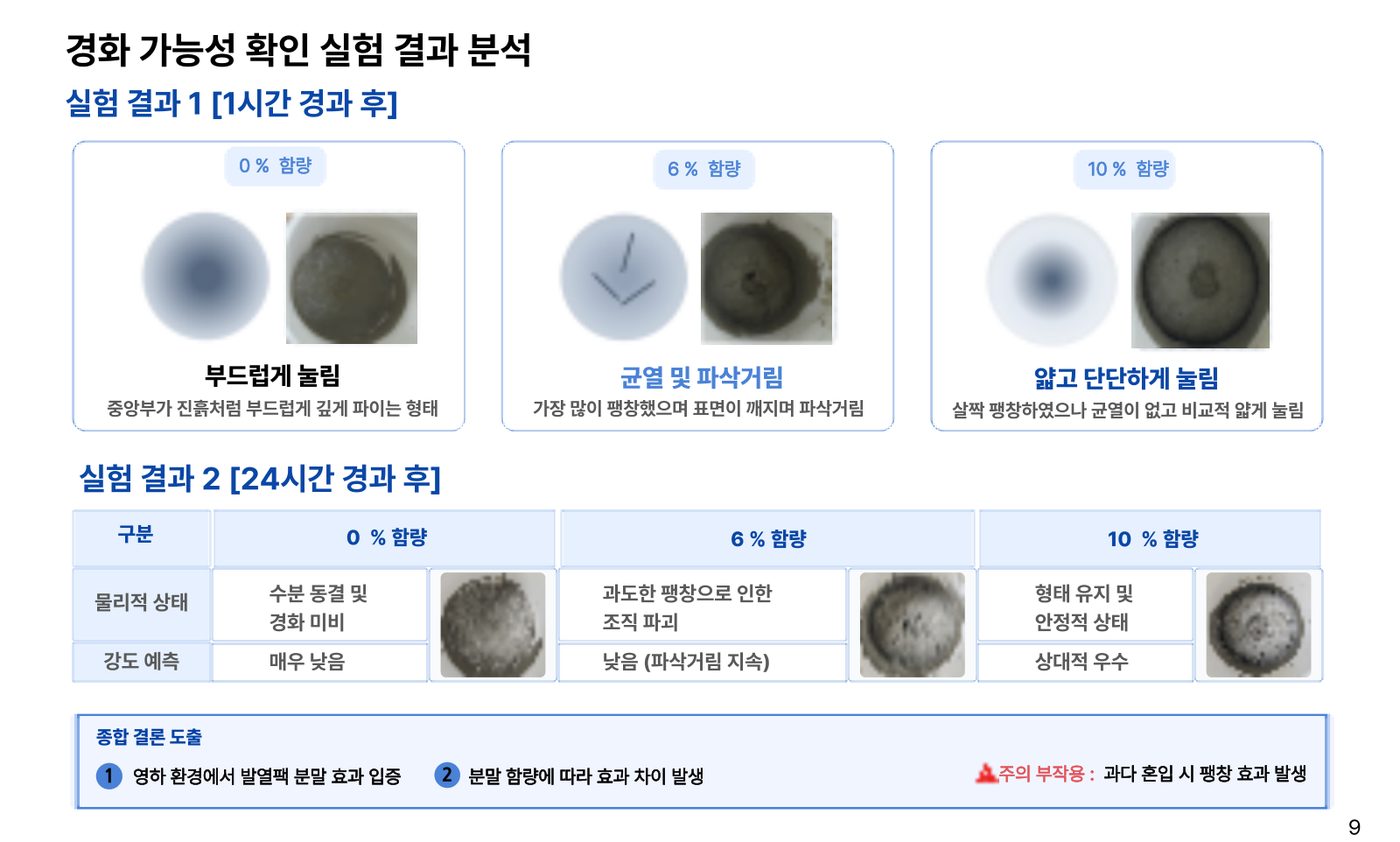 경화 가능성 확인 실험 결과 분석
실험 결과 1 [1시간 경과 후]
0 % 함량
부드럽게 눌림
중앙부가 진흙처럼 부드럽게 깊게 파이는 형태
6 % 함량
균열 및 파삭거림
가장 많이 팽창했으며 표면이 깨지며 파삭거림
10 % 함량
얇고 단단하게 눌림
살짝 팽창하였으나 균열이 없고 비교적 얇게 눌림
실험 결과 2 [24시간 경과 후]
구분
0 % 함량
6 % 함량
10 % 함량
물리적 상태
수분 동결 및
경화 미비
과도한 팽창으로 인한
조직 파괴
형태 유지 및
안정적 상태
강도 예측
매우 낮음
낮음 (파삭거림 지속)
상대적 우수
종합 결론 도출
1 영하 환경에서 발열팩 분말 효과 입증
2 분말 함량에 따라 효과 차이 발생
주의 부작용 : 과다 혼입 시 팽창 효과 발생
9